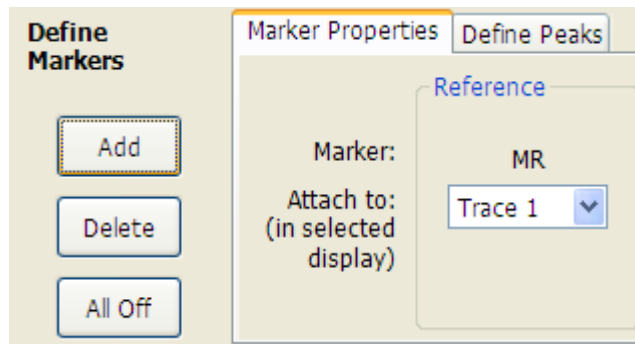 Define
Markers
Add
Delete
All Off
Marker Properties
Define Peaks
Reference
Marker:
MR
Attach to:
(in selected
display)
Trace 1